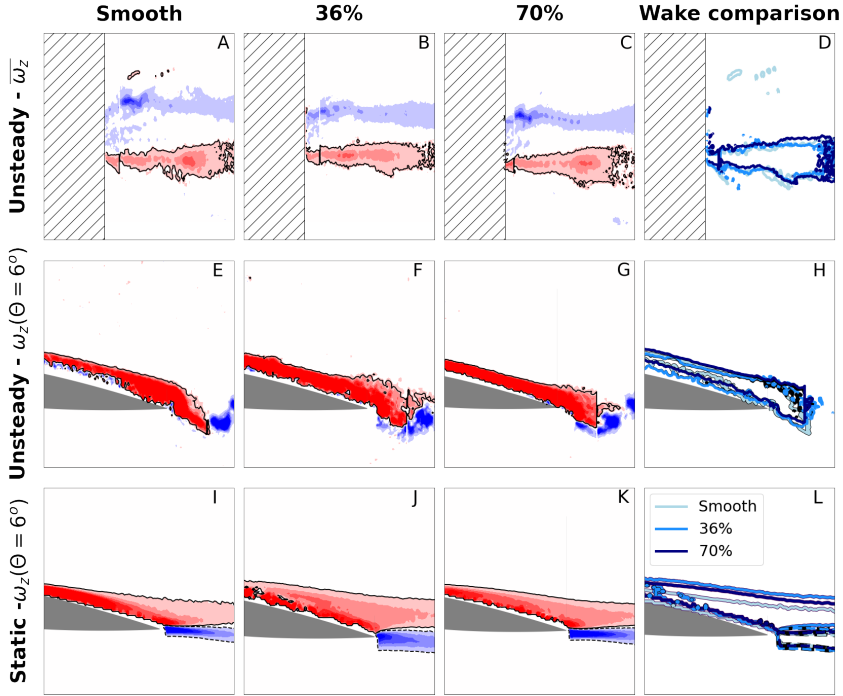 Smooth 36% 70% Wake comparison
Unsteady - $\overline{\omega_z}$
A B C D
Unsteady - $\omega_z(\Theta = 6^o)$
E F G H
Static -$\omega_z(\Theta = 6^o)$
I J K L
Smooth
36%
70%